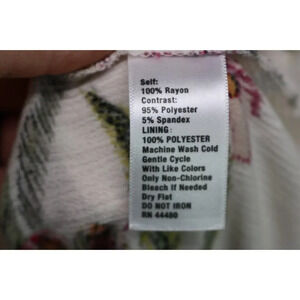 Self:
100% Rayon
Contrast:
95% Polyester
5% Spandex
LINING:
100% POLYESTER
Machine Wash Cold
Gentle Cycle
With Like Colors
Only Non-Chlorine
Bleach If Needed
Dry Flat
DO NOT IRON
RN 44480